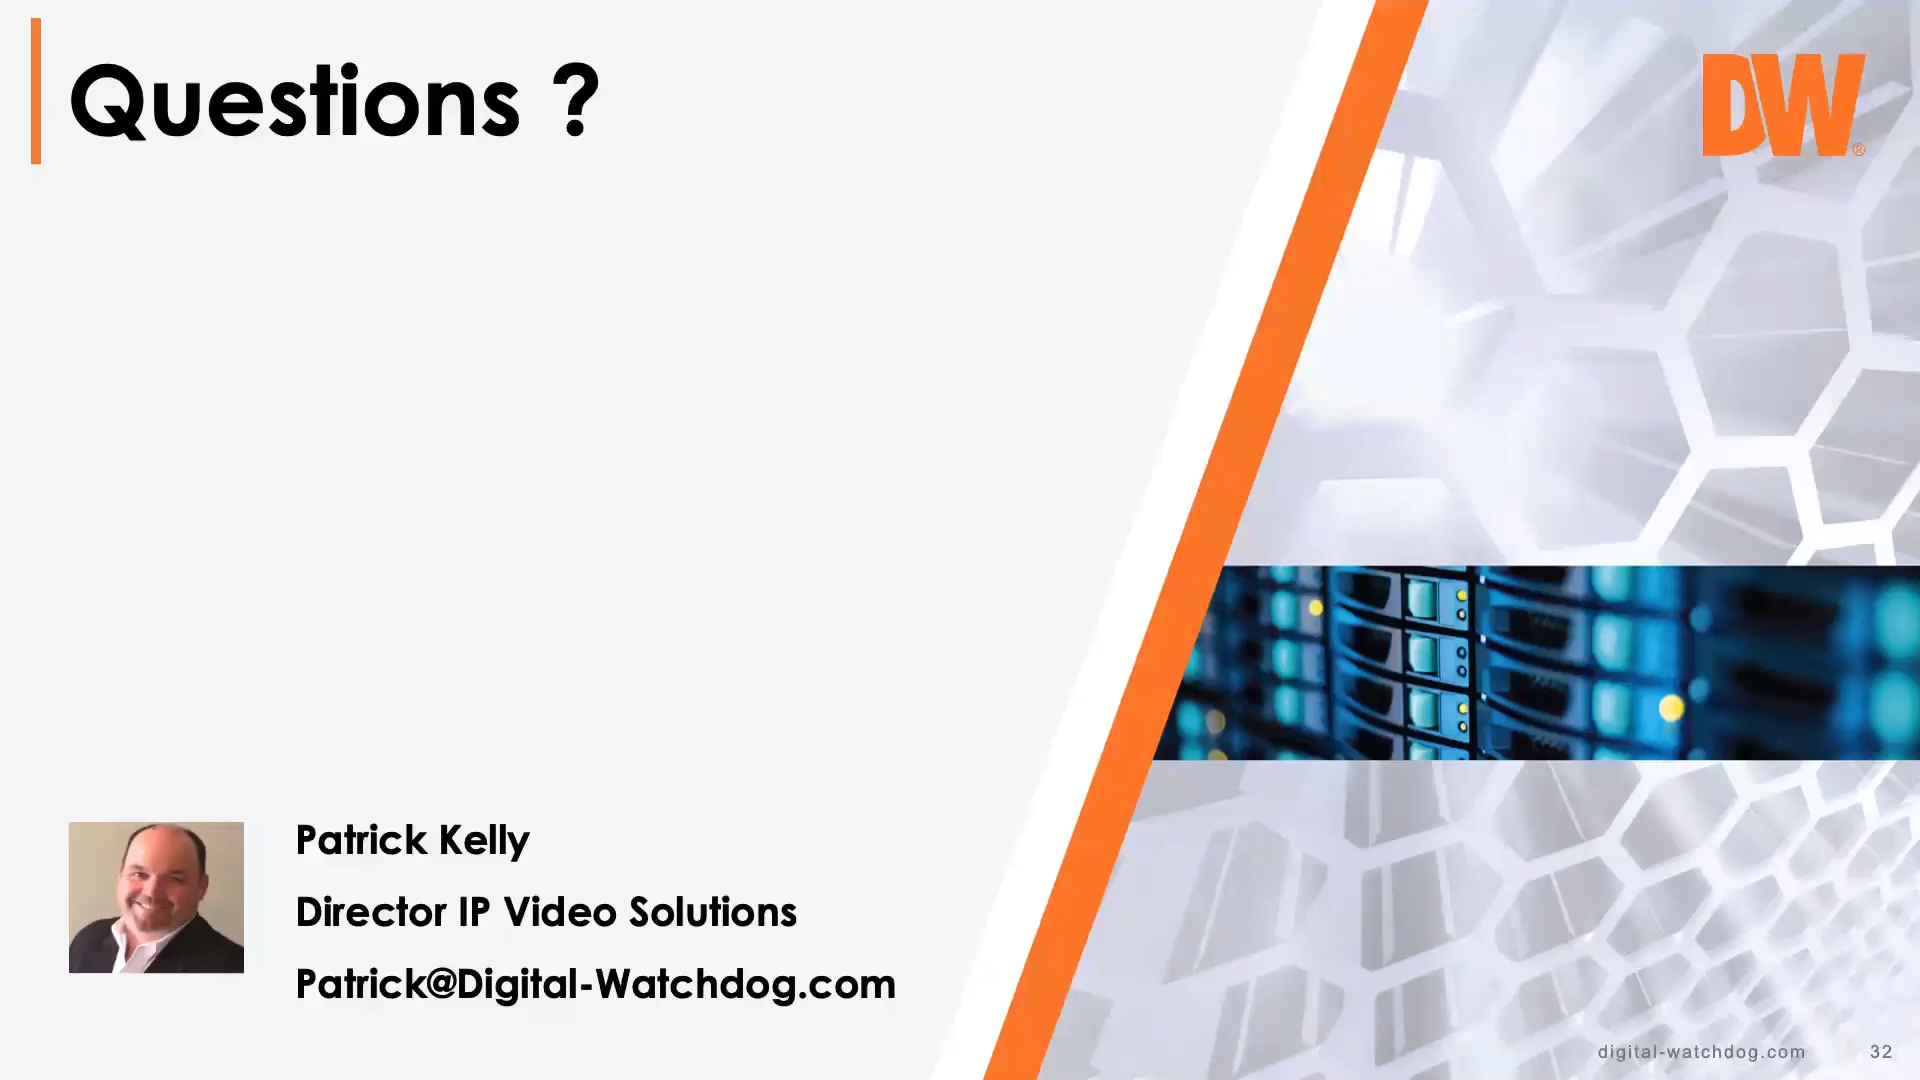 Questions ?
DW®
Patrick Kelly
Director IP Video Solutions
Patrick@Digital-Watchdog.com
digital-watchdog.com 32